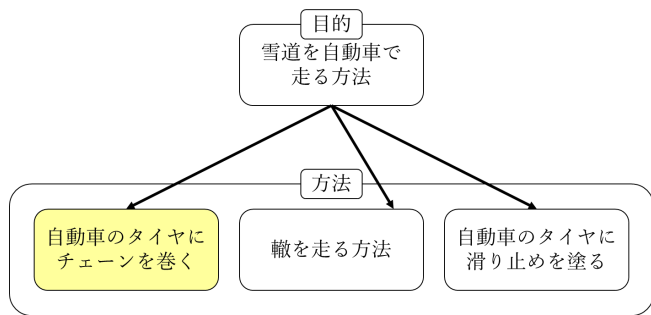 目的
雪道を自動車で
走る方法
方法
自動車のタイヤに
チェーンを巻く
轍を走る方法
自動車のタイヤに
滑り止めを塗る